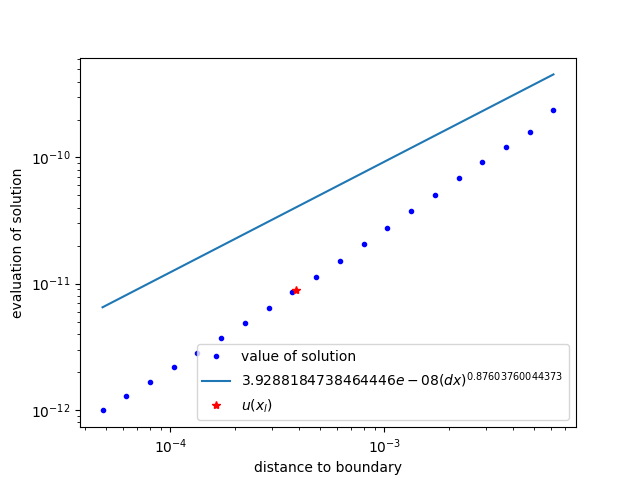 evaluation of solution
10⁻¹⁰
10⁻¹¹
10⁻¹²
value of solution
3.9288184738464446e − 08(dx)^0.87603760044373
u(x_l)
10⁻⁴
10⁻³
distance to boundary